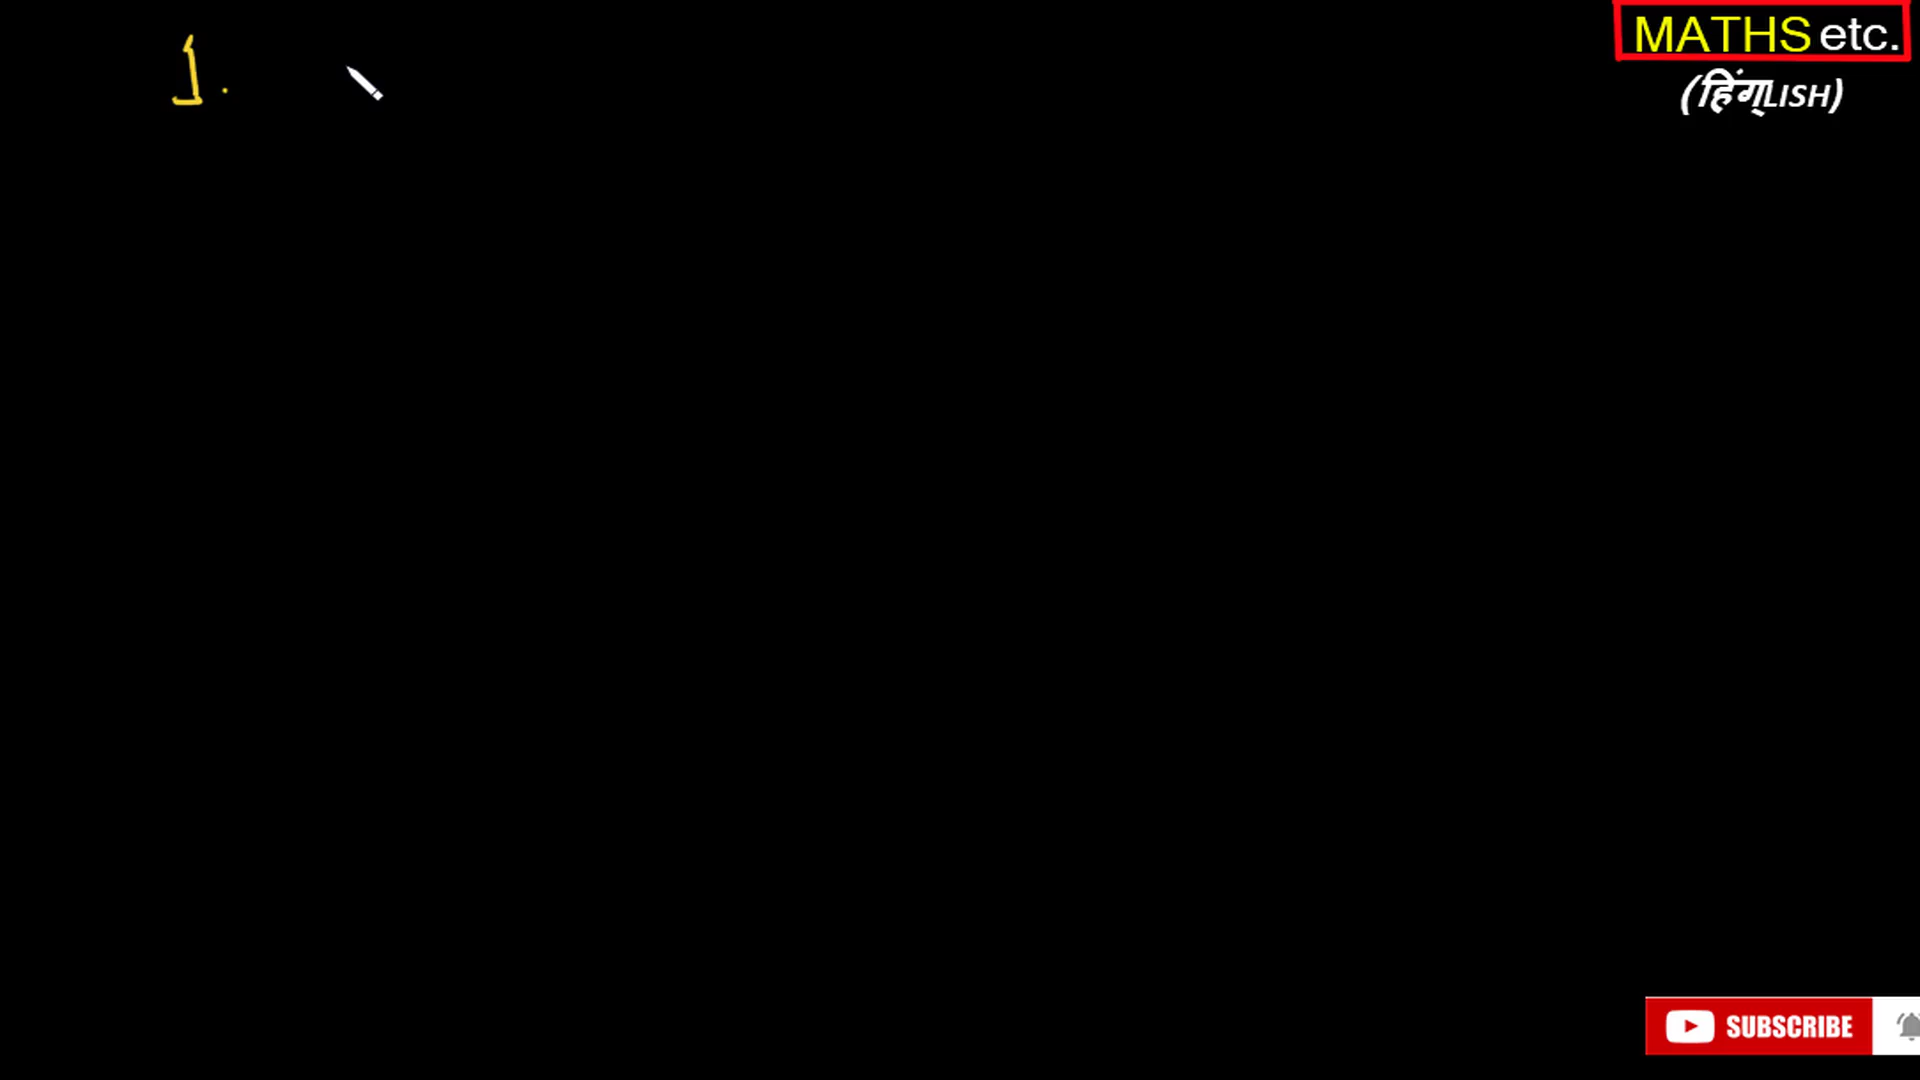 1.
MATHS etc.
(हिंग्LISH)
SUBSCRIBE